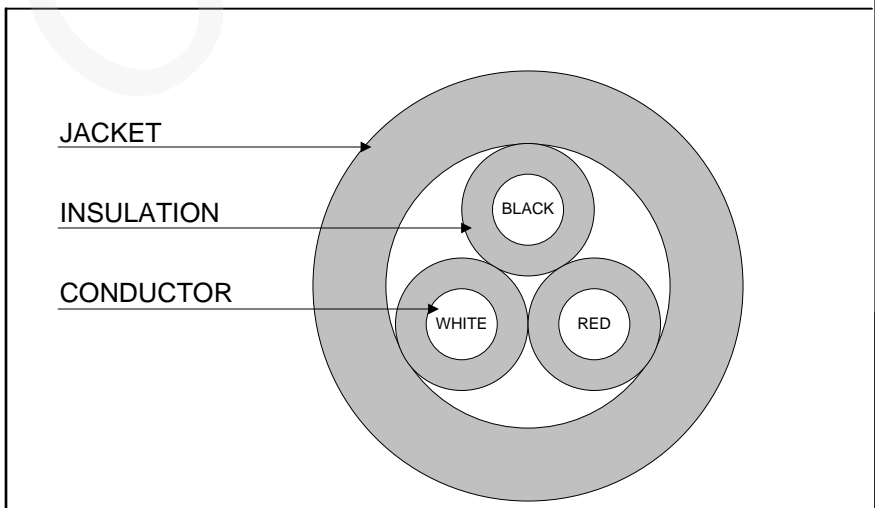 JACKET
INSULATION
BLACK
CONDUCTOR
WHITE
RED